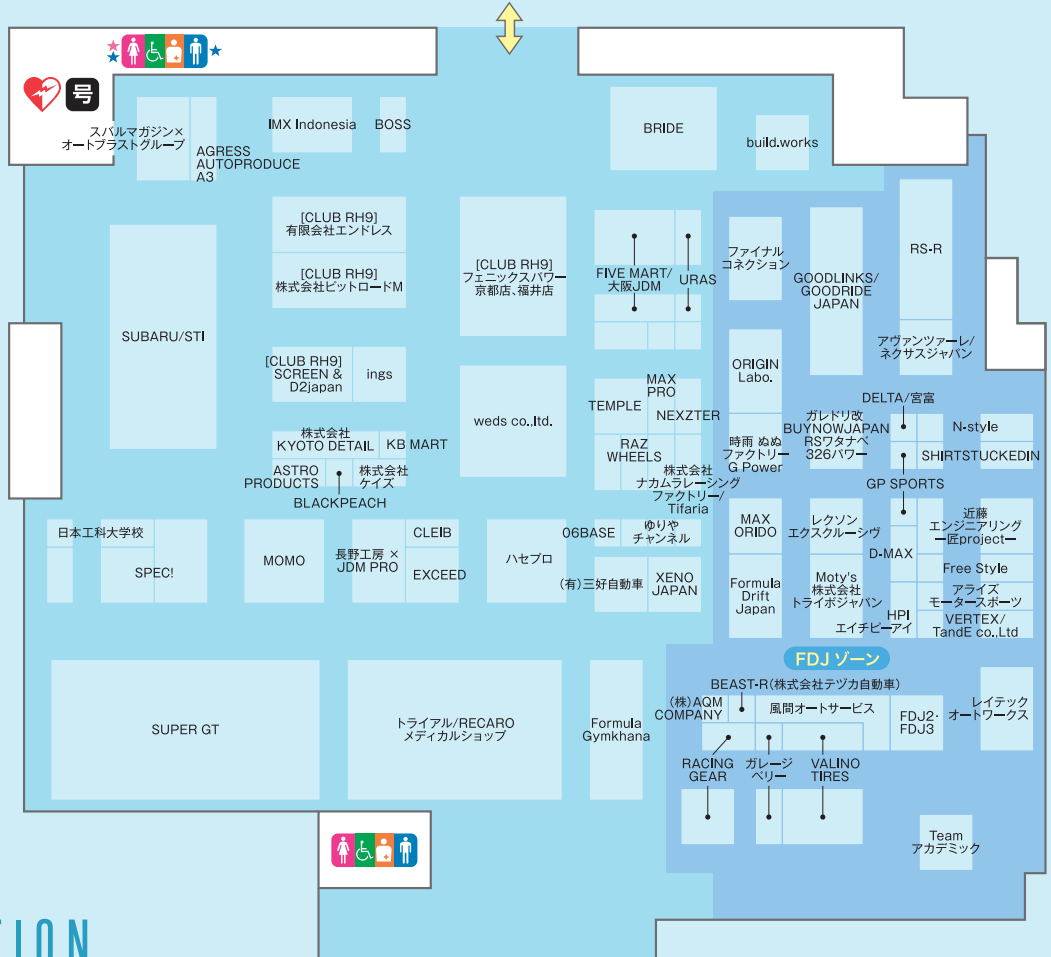 号
スバルマガジン×
オートブラストグループ
AGRESS
AUTOPRODUCE
A3
IMX Indonesia
BOSS
BRIDE
build.works
[CLUB RH9]
有限会社エンドレス
[CLUB RH9]
株式会社ピットロードM
[CLUB RH9]
フェニックスパワー
京都店、福井店
FIVE MART/
大阪JDM
URAS
ファイナル
コネクション
GOODLINKS/
GOODRIDE
JAPAN
RS-R
アヴァンツァーレ/
ネクサスジャパン
SUBARU/STI
[CLUB RH9]
SCREEN &
D2japan
ings
weds co.,ltd.
TEMPLE
MAX
PRO
NEXZTER
RAZ
WHEELS
株式会社
ナカムラレーシング
ファクトリー/
Tifaria
ORIGIN
Labo.
時雨 ぬぬ
ファクトリー
G Power
ガレドリ改
BUYNOWJAPAN
RSワタナベ
326パワー
DELTA/宮富
N-style
SHIRTSTUCKEDIN
GP SPORTS
株式会社
KYOTO DETAIL
KB MART
ASTRO
PRODUCTS
株式会社
ケイズ
BLACKPEACH
日本工科大学校
SPEC!
MOMO
長野工房 ×
JDM PRO
CLEIB
EXCEED
ハセプロ
06BASE
ゆりや
チャンネル
(有)三好自動車
XENO
JAPAN
MAX
ORIDO
レクソン
エクスクルーシヴ
D-MAX
近藤
エンジニアリング
ー匠projectー
Free Style
Formula
Drift
Japan
Moty's
株式会社
トライボジャパン
アライズ
モータースポーツ
HPI
エイチピーアイ
VERTEX/
TandE co.,Ltd
FDJ ゾーン
SUPER GT
トライアル/RECARO
メディカルショップ
Formula
Gymkhana
BEAST-R(株式会社テヅカ自動車)
(株)AQM
COMPANY
風間オートサービス
FDJ2・
FDJ3
レイテック
オートワークス
RACING
GEAR
ガレージ
ベリー
VALINO
TIRES
Team
アカデミック
TION